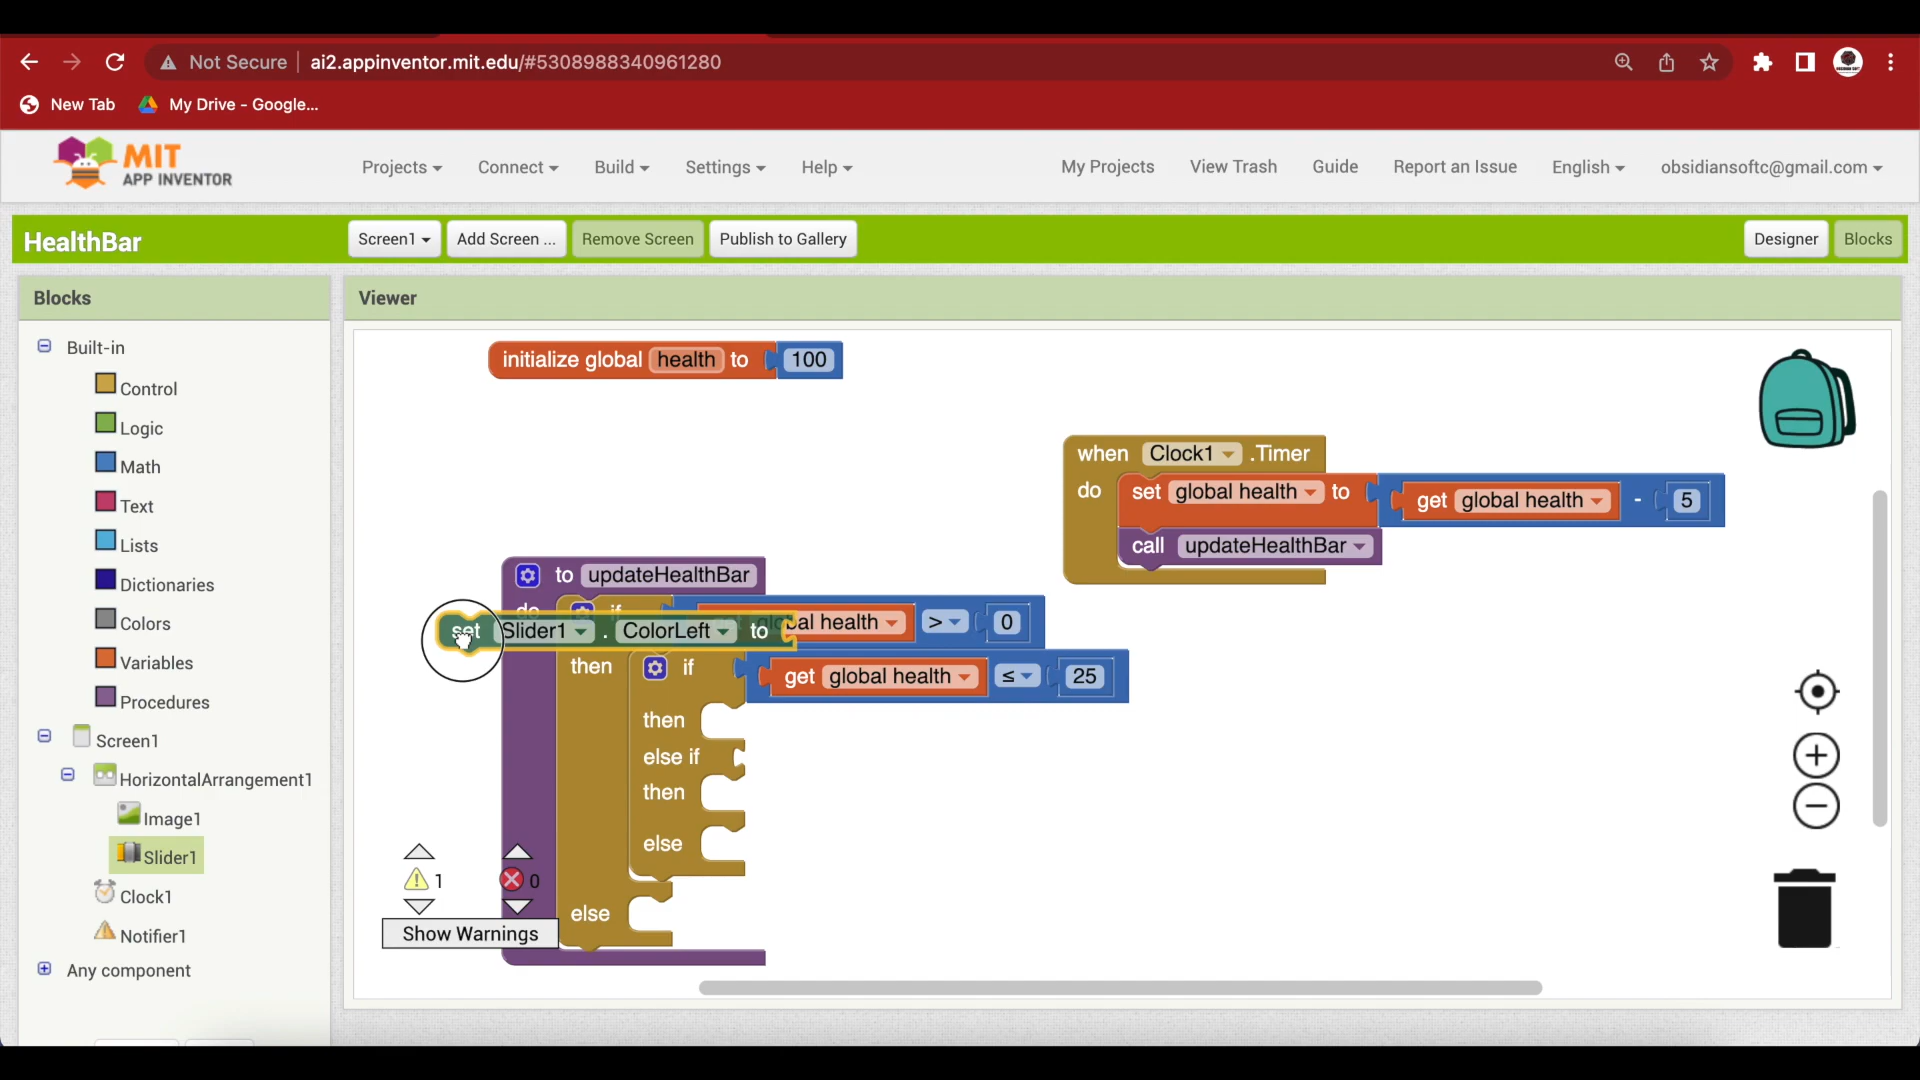 Not Secure ai2.appinventor.mit.edu/#5308988340961280
New Tab My Drive - Google...
MIT APP INVENTOR
Projects Connect Build Settings Help My Projects View Trash Guide Report an Issue English obsidiansoftc@gmail.com
HealthBar Screen1 Add Screen ... Remove Screen Publish to Gallery Designer Blocks
Blocks
Viewer
Built-in
Control
Logic
Math
Text
Lists
Dictionaries
Colors
Variables
Procedures
Screen1
HorizontalArrangement1
Image1
Slider1
Clock1
Notifier1
Any component
initialize global health to 100
when Clock1 .Timer
do set global health to get global health - 5
call updateHealthBar
to updateHealthBar
do if global health > 0
set Slider1 . ColorLeft to
then if get global health ≤ 25
then
else if
then
else
else
1 0
Show Warnings